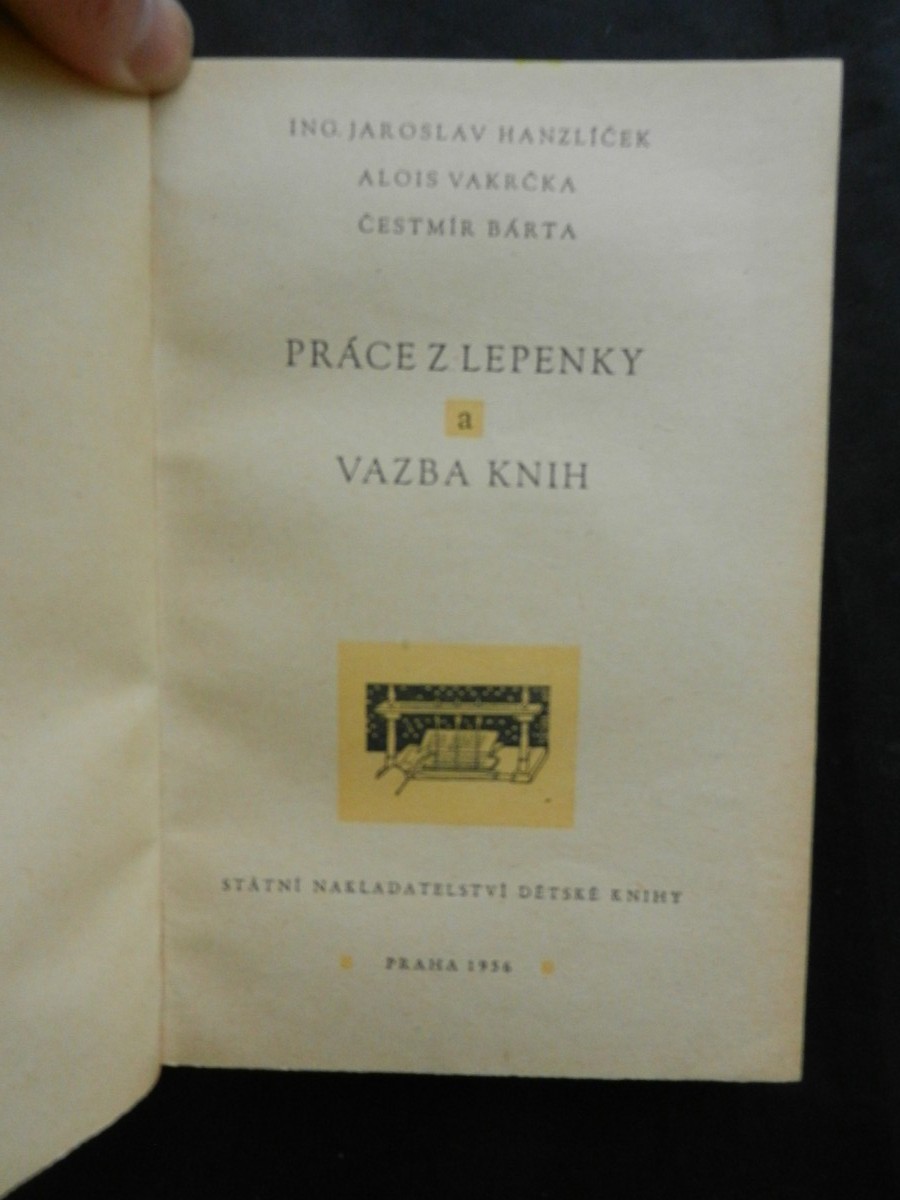 ING. JAROSLAV HANZLÍČEK
ALOIS VAKRČKA
ČESTMÍR BÁRTA
PRÁCE Z LEPENKY
a
VAZBA KNIH
STÁTNÍ NAKLADATELSTVÍ DĚTSKÉ KNIHY
PRAHA 1956